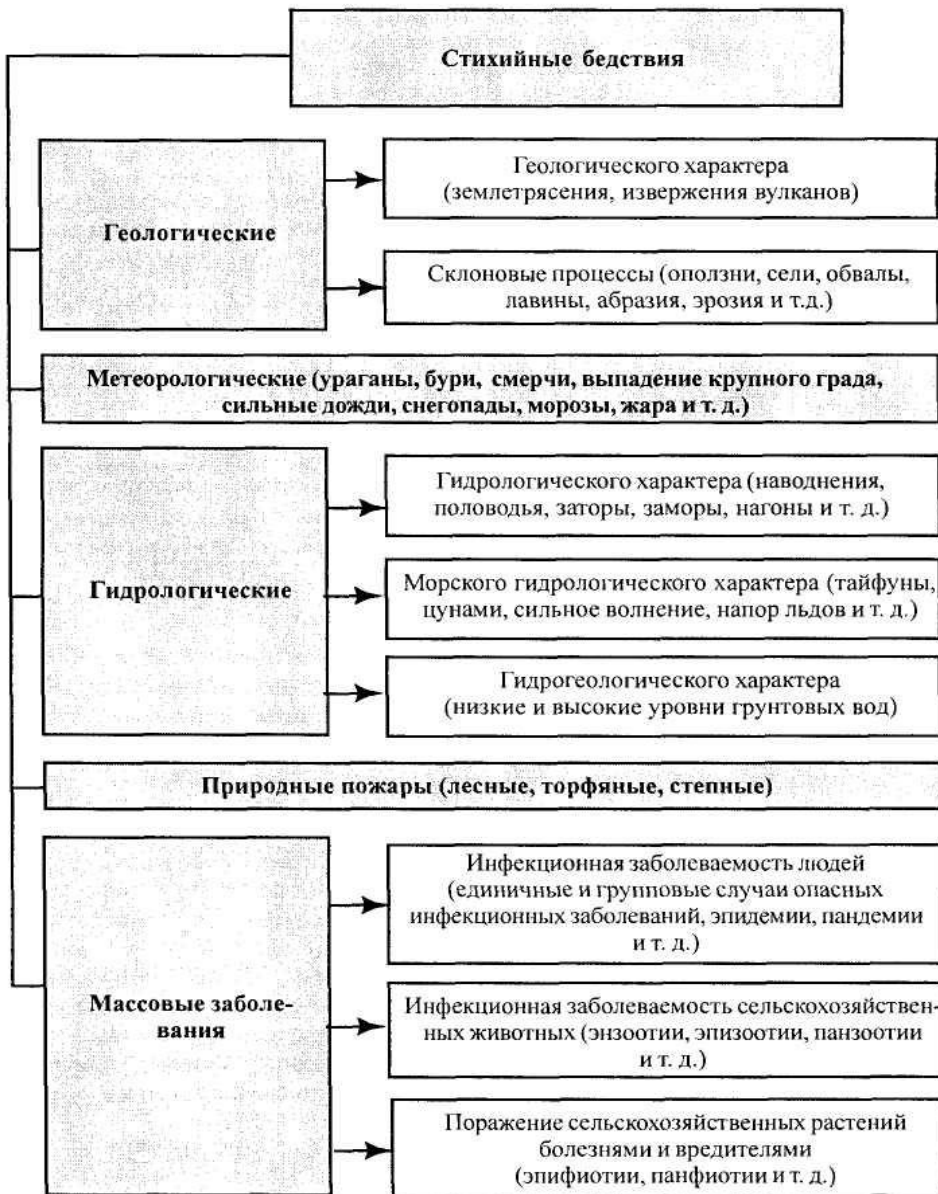 Стихийные бедствия
Геологического характера
(землетрясения, извержения вулканов)
Геологические
Склоновые процессы (оползни, сели, обвалы,
лавины, абразия, эрозия и т.д.)
Метеорологические (ураганы, бури, смерчи, выпадение крупного града,
сильные дожди, снегопады, морозы, жара и т. д.)
Гидрологического характера (наводнения,
половодья, заторы, заморы, нагоны и т. д.)
Гидрологические
Морского гидрологического характера (тайфуны,
цунами, сильное волнение, напор льдов и т. д.)
Гидрогеологического характера
(низкие и высокие уровни грунтовых вод)
Природные пожары (лесные, торфяные, степные)
Инфекционная заболеваемость людей
(единичные и групповые случаи опасных
инфекционных заболеваний, эпидемии, пандемии
и т. д.)
Массовые заболе-
вания
Инфекционная заболеваемость сельскохозяйствен-
ных животных (энзоотии, эпизоотии, панзоотии
и т. д.)
Поражение сельскохозяйственных растений
болезнями и вредителями
(эпифиотии, панфиотии и т. д.)